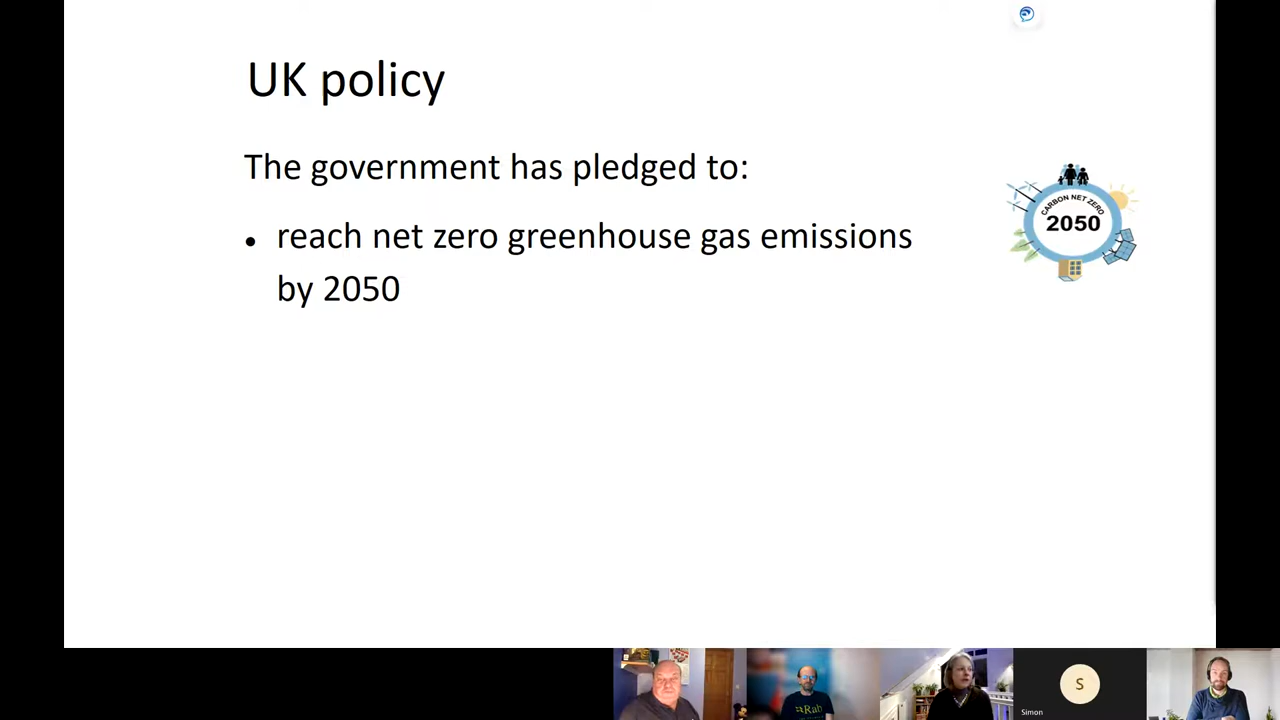 UK policy
The government has pledged to:
• reach net zero greenhouse gas emissions
by 2050
CARBON NET ZERO
2050
Rab
S
Simon